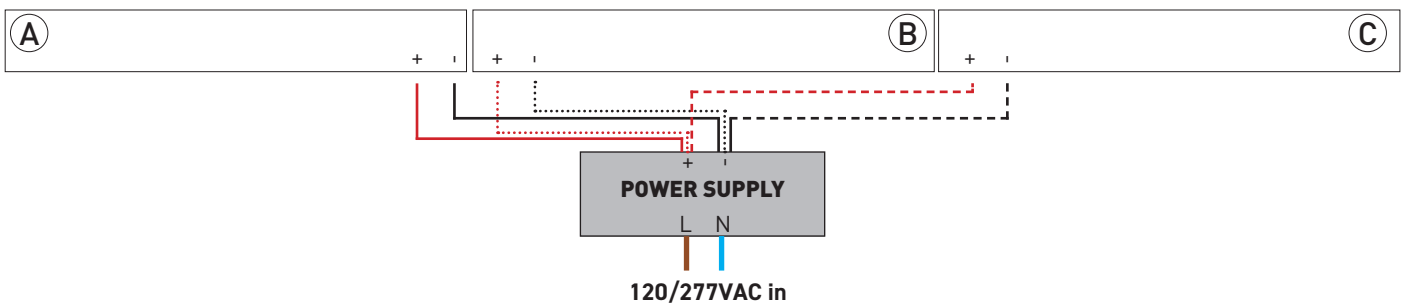 A B C
+ - + - + -
+ -
POWER SUPPLY
L N
120/277VAC in